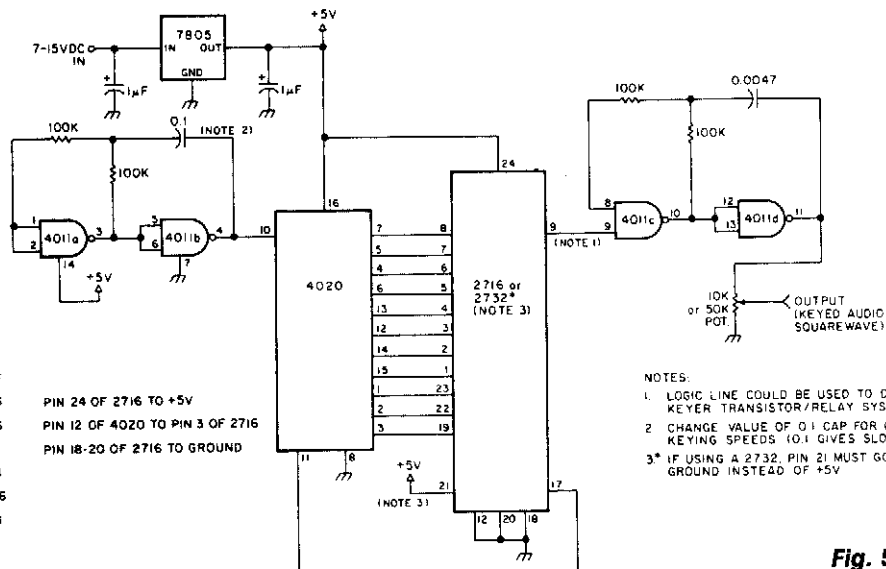 +5V
7-15VDC
IN
7805
IN
OUT
GND
+
1µF
+
1µF
100K
0.1
(NOTE 2)
100K
1
2
4011a
3
14
+5V
5
6
4011b
4
7
10
16
4020
7
5
4
6
13
12
14
15
1
2
3
11
8
24
8
7
6
5
4
3
2
1
23
22
19
2716 or
2732*
(NOTE 3)
9
(NOTE 1)
+5V
21
(NOTE 3)
12
20
18
17
100K
0.0047
100K
8
9
4011c
10
12
13
4011d
11
10K
or 50K
POT.
OUTPUT
(KEYED AUDIO
SQUAREWAVE)
PIN 24 OF 2716 TO +5V
PIN 12 OF 4020 TO PIN 3 OF 2716
PIN 18-20 OF 2716 TO GROUND
NOTES:
1. LOGIC LINE COULD BE USED TO
KEYER TRANSISTOR/RELAY
2 CHANGE VALUE OF 0.1 CAP FOR
KEYING SPEEDS (0.1 GIVES
3.* IF USING A 2732, PIN 21 MUST
GROUND INSTEAD OF +5V
Fig. 5